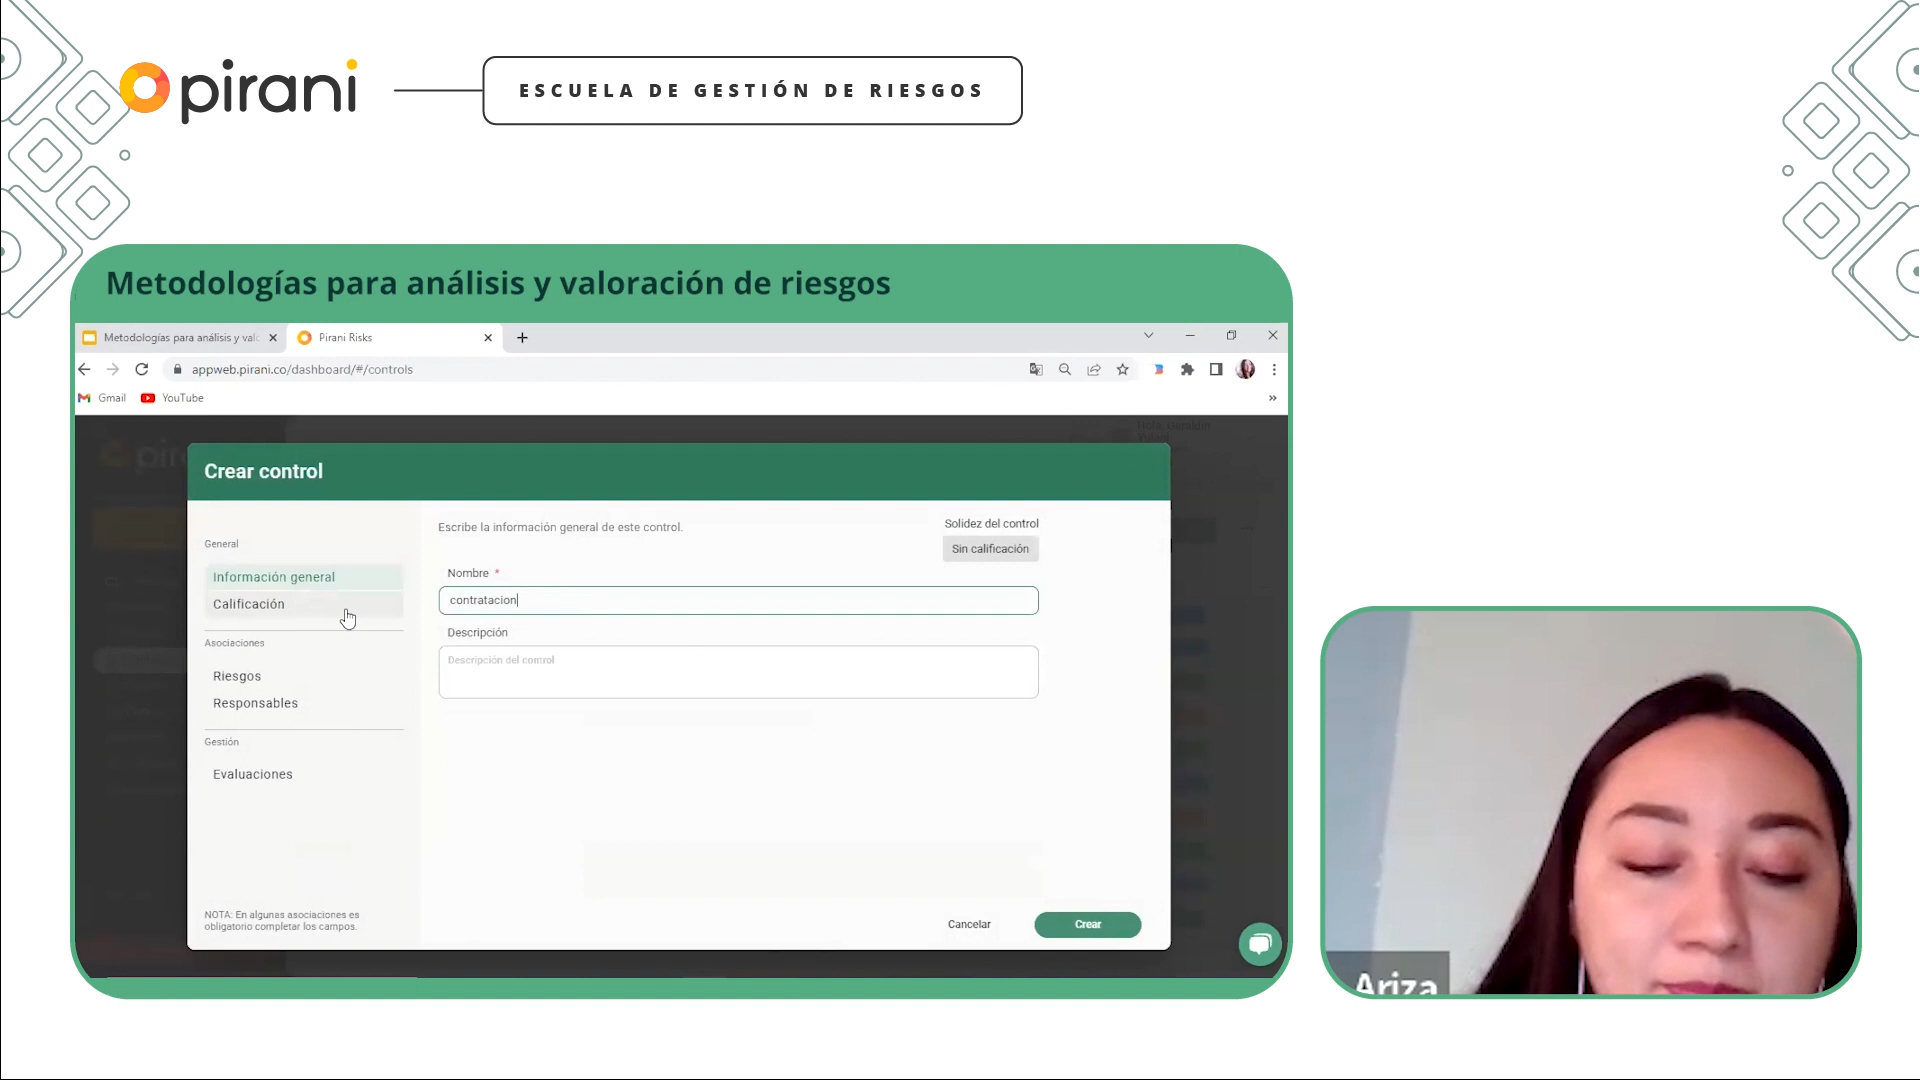 pirani
ESCUELA DE GESTIÓN DE RIESGOS
Metodologías para análisis y valoración de riesgos
Metodologías para análisis y valo
Pirani Risks
appweb.pirani.co/dashboard/#/controls
Gmail
YouTube
Crear control
General
Información general
Calificación
Asociaciones
Riesgos
Responsables
Gestión
Evaluaciones
NOTA: En algunas asociaciones es
obligatorio completar los campos.
Escribe la información general de este control.
Solidez del control
Sin calificación
Nombre *
contratacion
Descripción
Descripción del control
Cancelar
Crear
Ariza